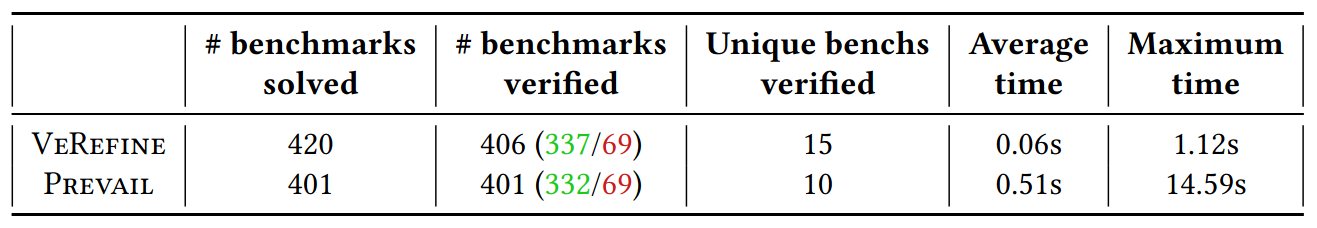 # benchmarks solved | # benchmarks verified | Unique benchs verified | Average time | Maximum time
VeRefine | 420 | 406 (337/69) | 15 | 0.06s | 1.12s
Prevail | 401 | 401 (332/69) | 10 | 0.51s | 14.59s